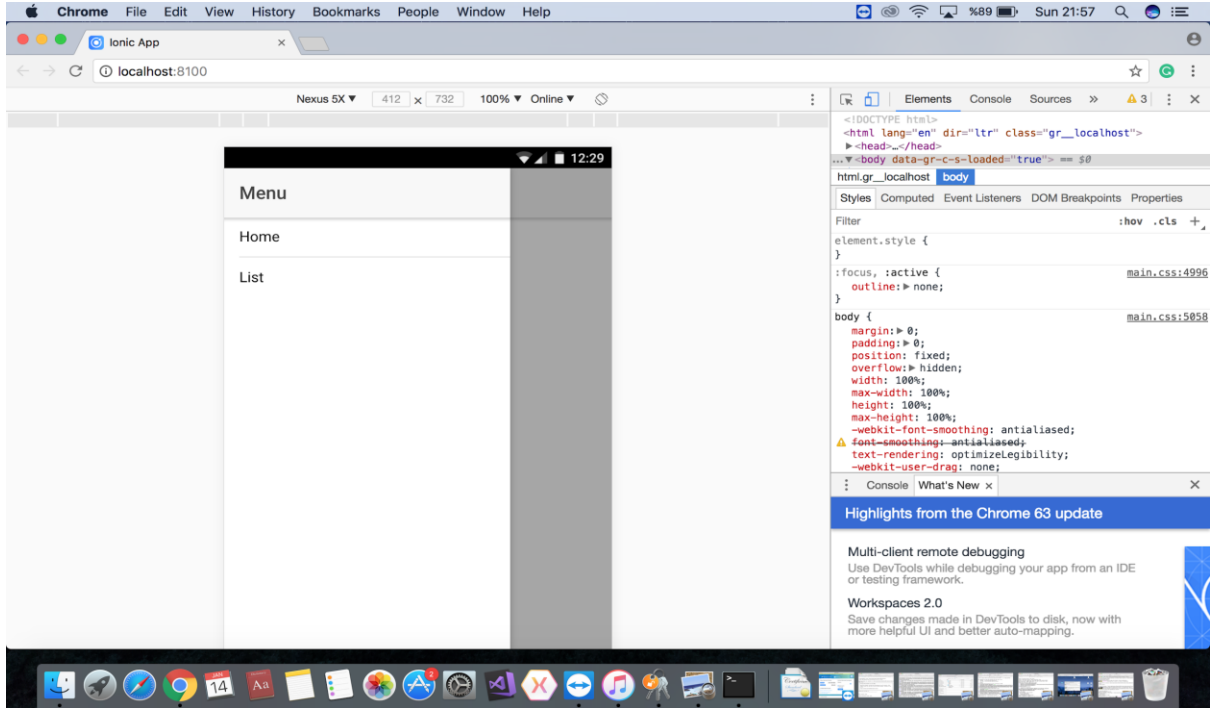 Chrome File Edit View History Bookmarks People Window Help %89 Sun 21:57
Ionic App
localhost:8100
Nexus 5X ▼ 412 x 732 100% ▼ Online ▼
Elements Console Sources » 3
<!DOCTYPE html>
<html lang="en" dir="ltr" class="gr__localhost">
▶<head>…</head>
...▼<body data-gr-c-s-loaded="true"> == $0
html.gr__localhost body
Styles Computed Event Listeners DOM Breakpoints Properties
Filter :hov .cls +
element.style {
}
:focus, :active { main.css:4996
outline:▶ none;
}
body { main.css:5058
margin:▶ 0;
padding:▶ 0;
position: fixed;
overflow:▶ hidden;
width: 100%;
max-width: 100%;
height: 100%;
max-height: 100%;
-webkit-font-smoothing: antialiased;
font-smoothing: antialiased;
text-rendering: optimizeLegibility;
-webkit-user-drag: none;
12:29
Menu
Home
List
Console What's New ×
Highlights from the Chrome 63 update
Multi-client remote debugging
Use DevTools while debugging your app from an IDE
or testing framework.
Workspaces 2.0
Save changes made in DevTools to disk, now with
more helpful UI and better auto-mapping.
14
Aa
2